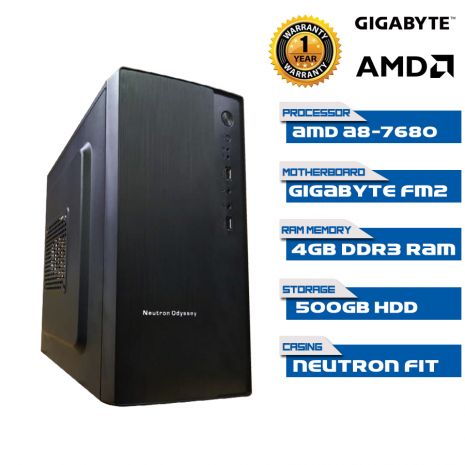 WARRANTY
1
YEAR
WARRANTY
GIGABYTE™
AMD
PROCESSOR
AMD A8-7680
MOTHERBOARD
GIGABYTE FM2
RAM MEMORY
4GB DDR3 RAM
STORAGE
500GB HDD
CASING
NEUTRON FIT
Neutron Odyssey